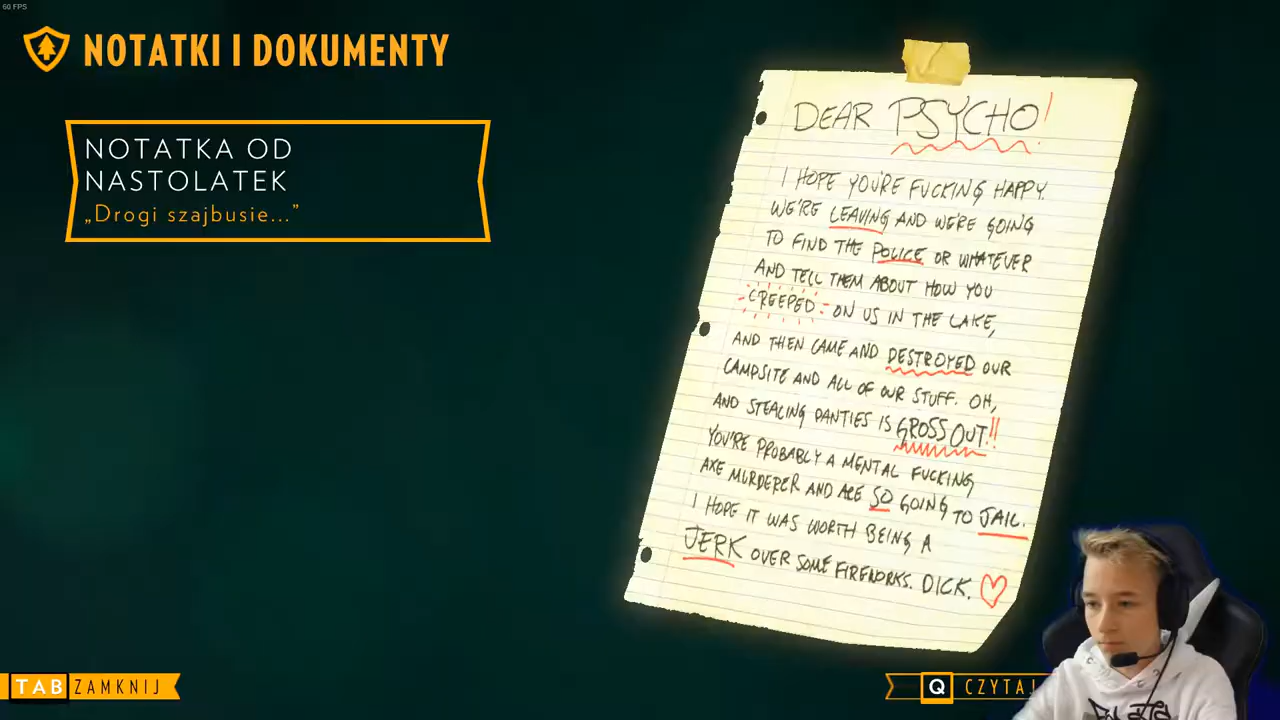 60 FPS
NOTATKI I DOKUMENTY
NOTATKA OD
NASTOLATEK
„Drogi szajbusie...”
DEAR PSYCHO!
I HOPE YOU'RE FUCKING HAPPY.
WE'RE LEAVING AND WE'RE GOING
TO FIND THE POLICE OR WHATEVER
AND TELL THEM ABOUT HOW YOU
CREEPED ON US IN THE LAKE,
AND THEN CAME AND DESTROYED OUR
CAMPSITE AND ALL OF OUR STUFF. OH,
AND STEALING PANTIES IS GROSS OUT!!
YOU'RE PROBABLY A MENTAL FUCKING
AXE MURDERER AND ARE SO GOING TO JAIL.
I HOPE IT WAS WORTH BEING A
JERK OVER SOME FIREWORKS. DICK.
TAB ZAMKNIJ
Q CZYTAJ